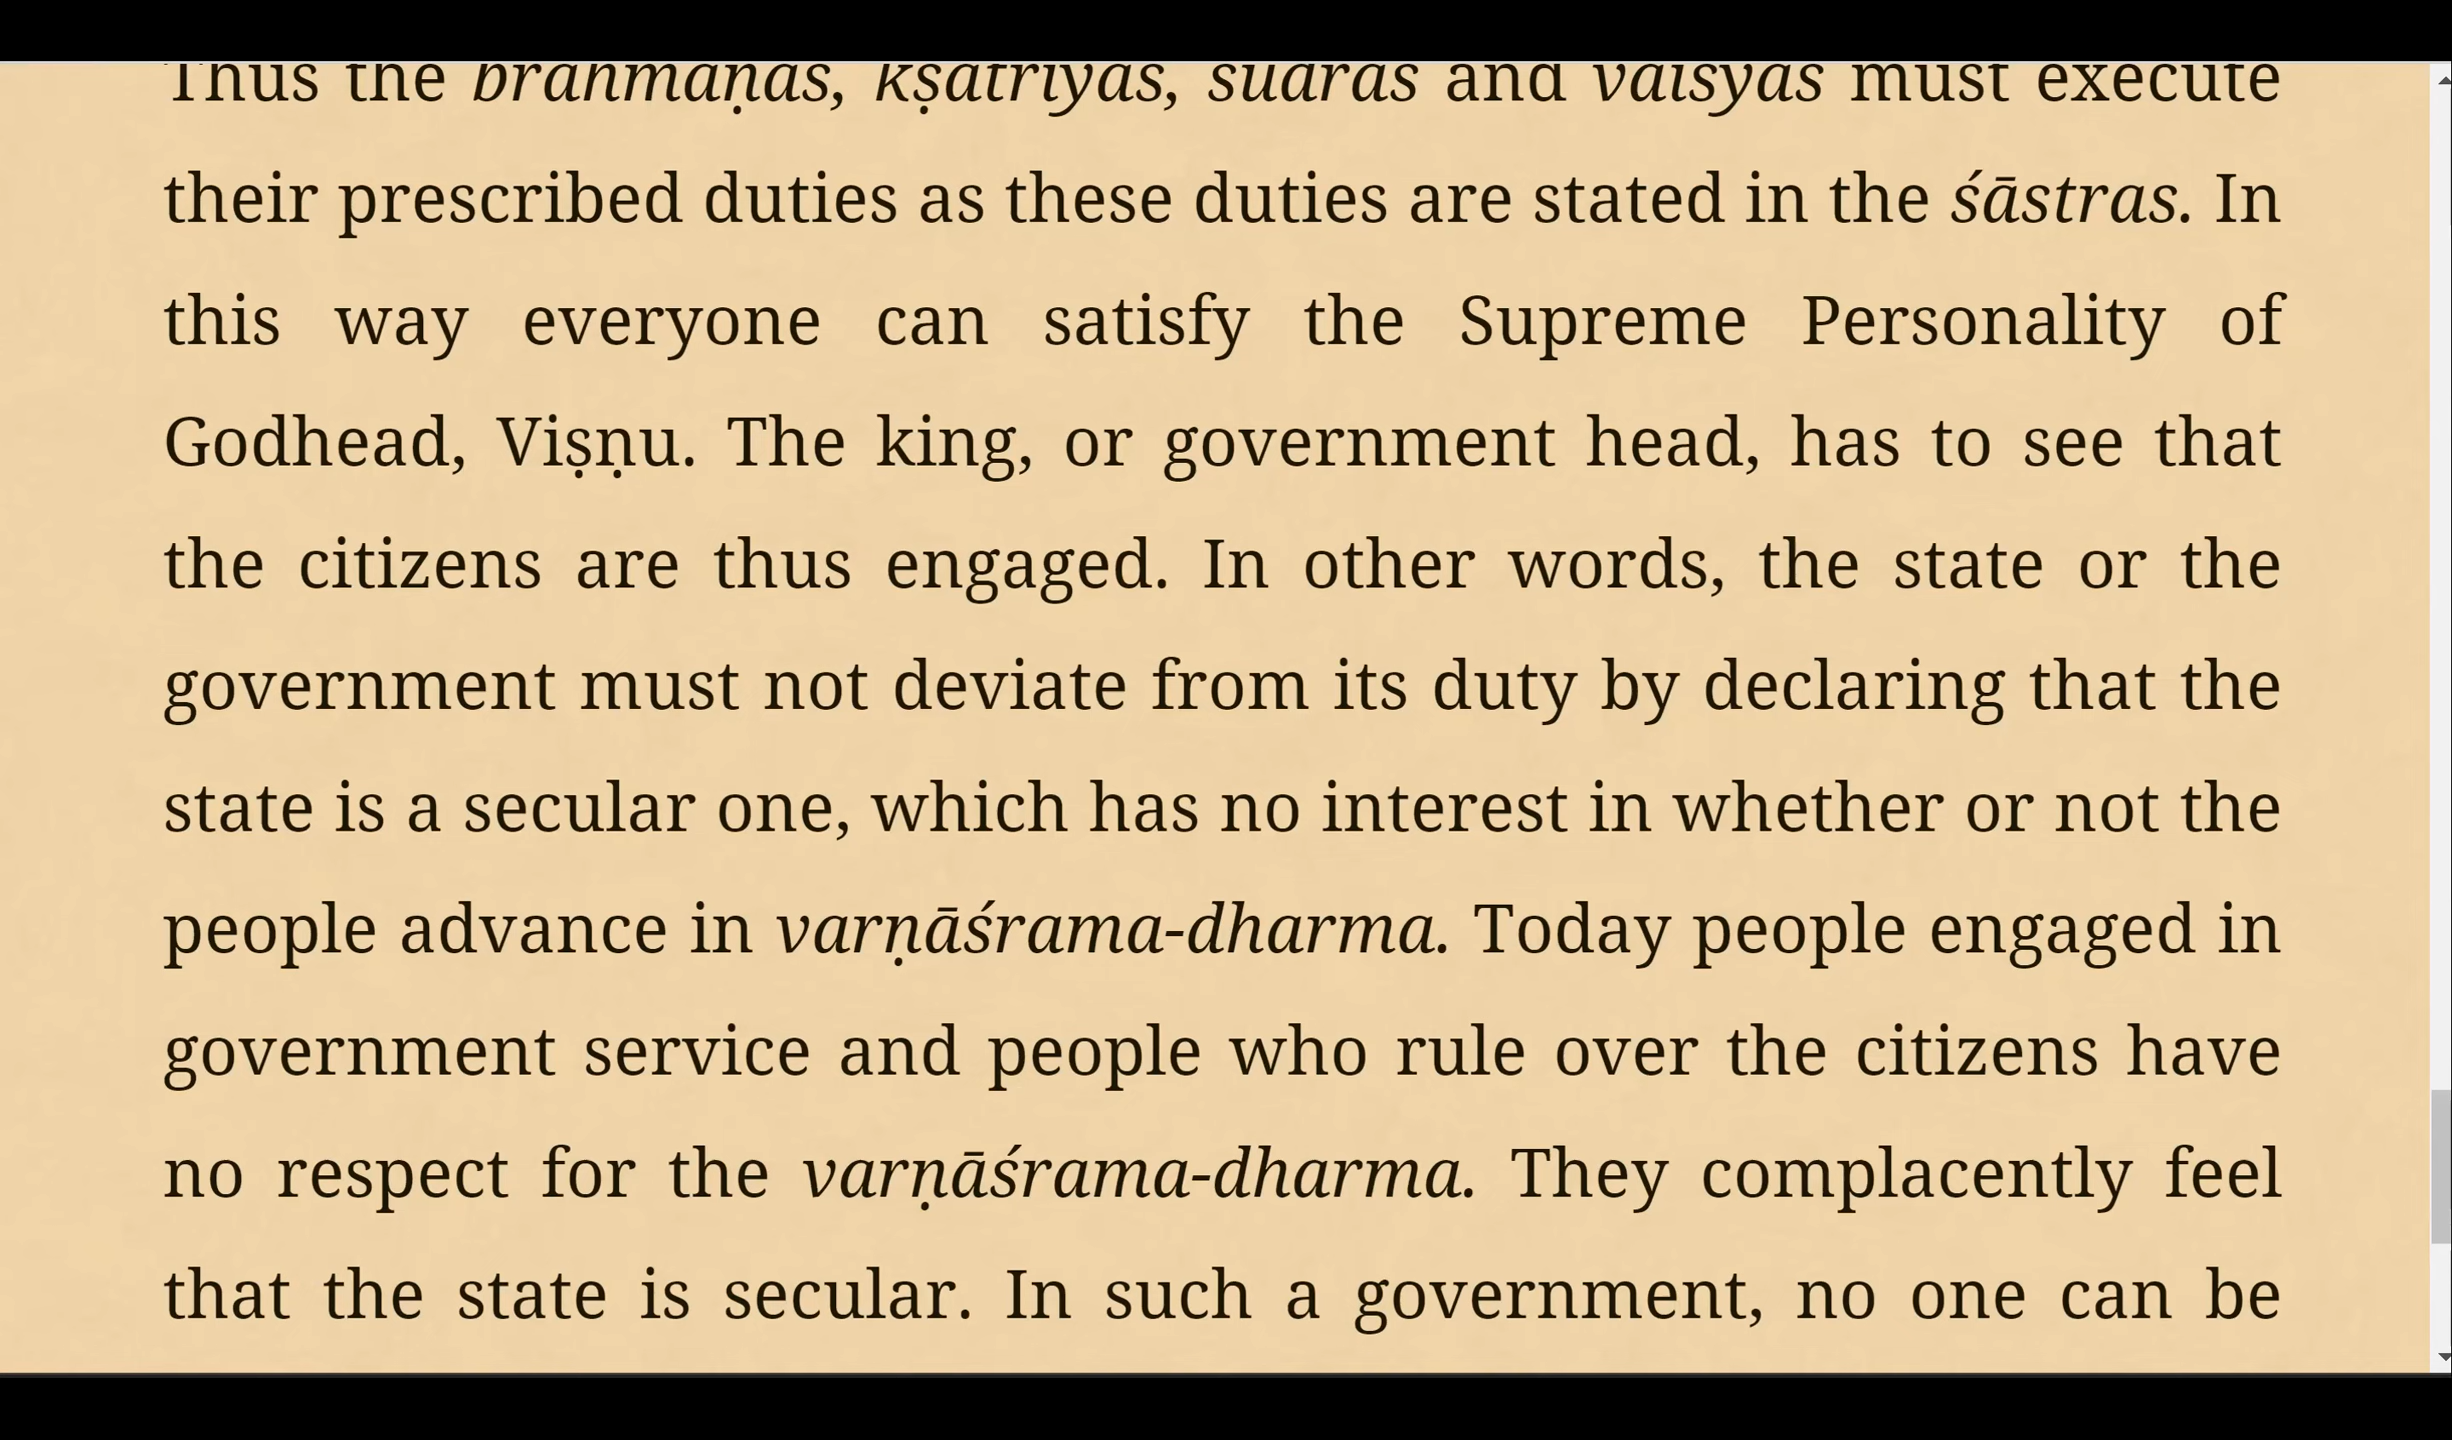 Thus the brāhmaṇas, kṣatriyas, śūdras and vaiśyas must execute
their prescribed duties as these duties are stated in the śāstras. In
this way everyone can satisfy the Supreme Personality of
Godhead, Viṣṇu. The king, or government head, has to see that
the citizens are thus engaged. In other words, the state or the
government must not deviate from its duty by declaring that the
state is a secular one, which has no interest in whether or not the
people advance in varṇāśrama-dharma. Today people engaged in
government service and people who rule over the citizens have
no respect for the varṇāśrama-dharma. They complacently feel
that the state is secular. In such a government, no one can be